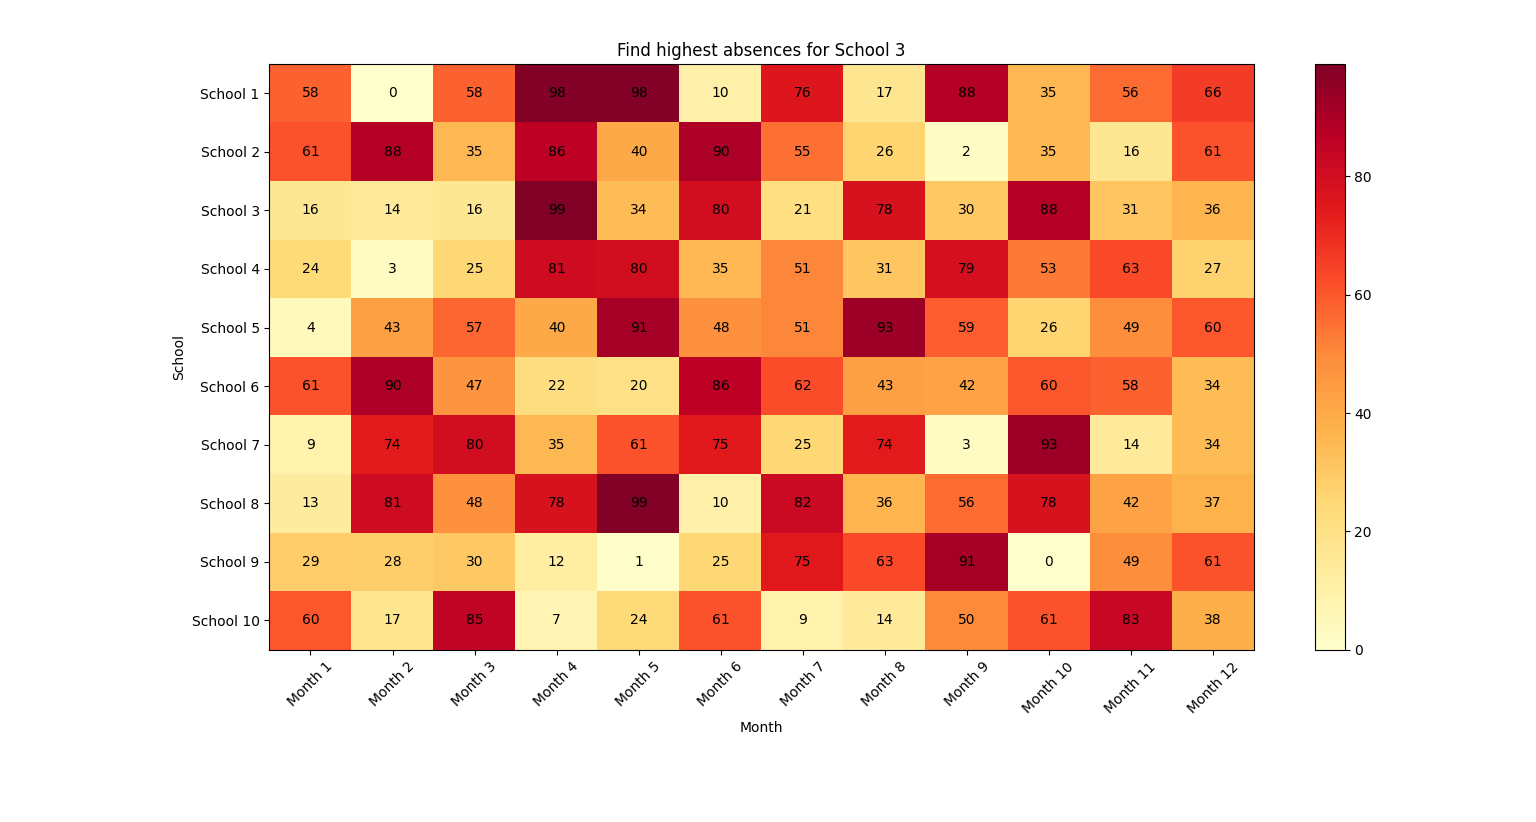 Find highest absences for School 3
School 1 58 0 58 98 98 10 76 17 88 35 56 66
School 2 61 88 35 86 40 90 55 26 2 35 16 61
School 3 16 14 16 99 34 80 21 78 30 88 31 36
School 4 24 3 25 81 80 35 51 31 79 53 63 27
School 5 4 43 57 40 91 48 51 93 59 26 49 60
School 6 61 90 47 22 20 86 62 43 42 60 58 34
School 7 9 74 80 35 61 75 25 74 3 93 14 34
School 8 13 81 48 78 99 10 82 36 56 78 42 37
School 9 29 28 30 12 1 25 75 63 91 0 49 61
School 10 60 17 85 7 24 61 9 14 50 61 83 38
Month 1 Month 2 Month 3 Month 4 Month 5 Month 6 Month 7 Month 8 Month 9 Month 10 Month 11 Month 12
Month
School
80
60
40
20
0